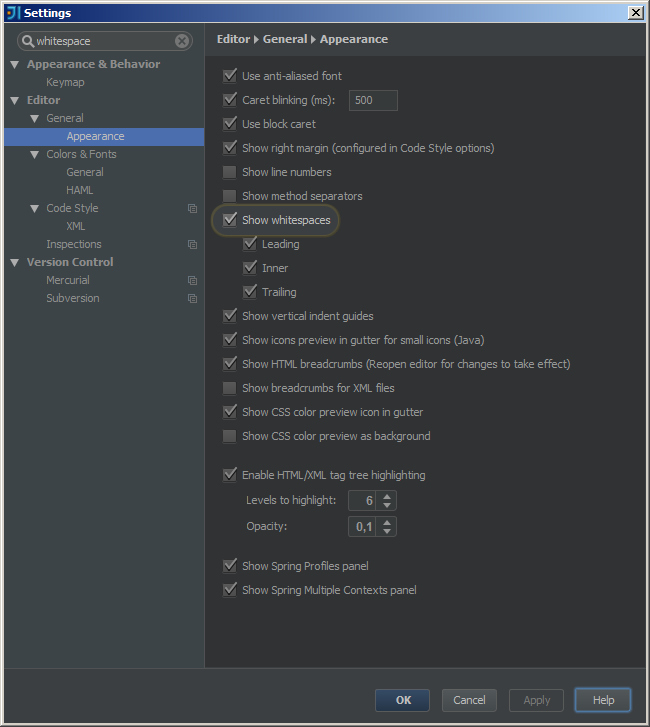 Settings
whitespace
Appearance & Behavior
Keymap
Editor
General
Appearance
Colors & Fonts
General
HAML
Code Style
XML
Inspections
Version Control
Mercurial
Subversion
Editor ▸ General ▸ Appearance
Use anti-aliased font
Caret blinking (ms): 500
Use block caret
Show right margin (configured in Code Style options)
Show line numbers
Show method separators
Show whitespaces
Leading
Inner
Trailing
Show vertical indent guides
Show icons preview in gutter for small icons (Java)
Show HTML breadcrumbs (Reopen editor for changes to take effect)
Show breadcrumbs for XML files
Show CSS color preview icon in gutter
Show CSS color preview as background
Enable HTML/XML tag tree highlighting
Levels to highlight: 6
Opacity: 0,1
Show Spring Profiles panel
Show Spring Multiple Contexts panel
OK Cancel Apply Help